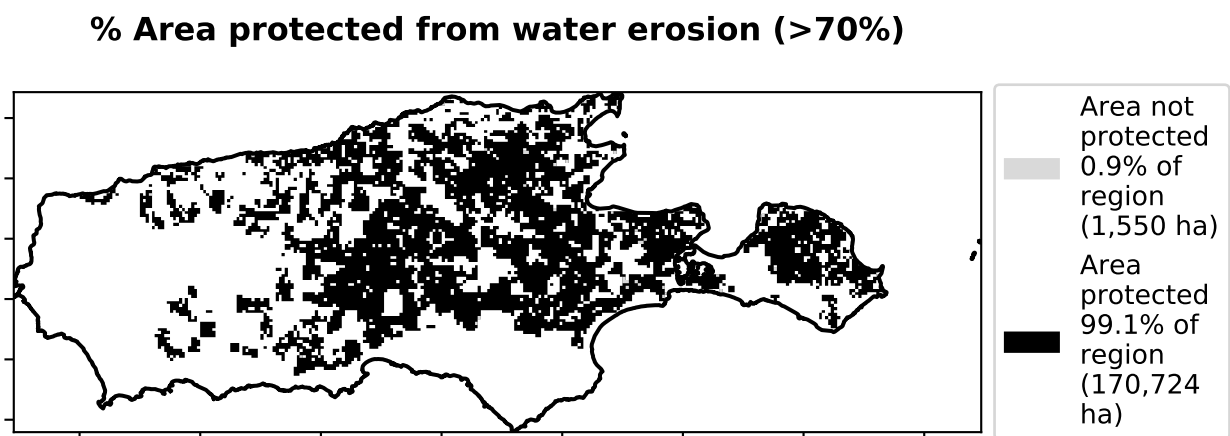 % Area protected from water erosion (>70%)
Area not
protected
0.9% of
region
(1,550 ha)
Area
protected
99.1% of
region
(170,724
ha)